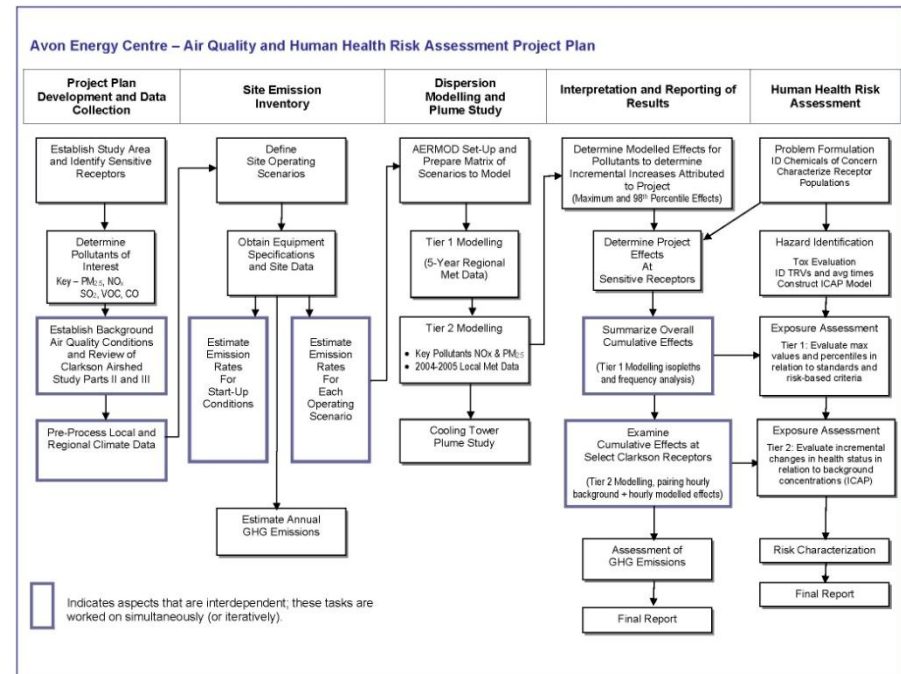 Avon Energy Centre – Air Quality and Human Health Risk Assessment Project Plan
Project Plan
Development and Data
Collection
Site Emission
Inventory
Dispersion
Modelling and
Plume Study
Interpretation and Reporting of
Results
Human Health Risk
Assessment
Establish Study Area
and Identify Sensitive
Receptors
Determine
Pollutants of
Interest
Key – PM2.5, NOx
SO2, VOC, CO
Establish Background
Air Quality Conditions
and Review of
Clarkson Airshed
Study Parts II and III
Pre-Process Local and
Regional Climate Data
Define
Site Operating
Scenarios
Obtain Equipment
Specifications
and Site Data
Estimate
Emission
Rates
For
Start-Up
Conditions
Estimate
Emission
Rates
For
Each
Operating
Scenario
Estimate Annual
GHG Emissions
AERMOD Set-Up and
Prepare Matrix of
Scenarios to Model
Tier 1 Modelling
(5-Year Regional
Met Data)
Tier 2 Modelling
• Key Pollutants NOx & PM2.5
• 2004-2005 Local Met Data
Cooling Tower
Plume Study
Determine Modelled Effects for
Pollutants to determine
Incremental Increases Attributed
to Project
(Maximum and 98th Percentile Effects)
Determine Project
Effects
At
Sensitive Receptors
Summarize Overall
Cumulative Effects
(Tier 1 Modelling isopleths
and frequency analysis)
Examine
Cumulative Effects at
Select Clarkson Receptors
(Tier 2 Modelling, pairing hourly
background + hourly modelled effects)
Assessment of
GHG Emissions
Final Report
Problem Formulation
ID Chemicals of Concern
Characterize Receptor
Populations
Hazard Identification
Tox Evaluation
ID TRVs and avg times
Construct ICAP Model
Exposure Assessment
Tier 1: Evaluate max
values and percentiles in
relation to standards and
risk-based criteria
Exposure Assessment
Tier 2: Evaluate incremental
changes in health status in
relation to background
concentrations (ICAP)
Risk Characterization
Final Report
Indicates aspects that are interdependent; these tasks are
worked on simultaneously (or iteratively).